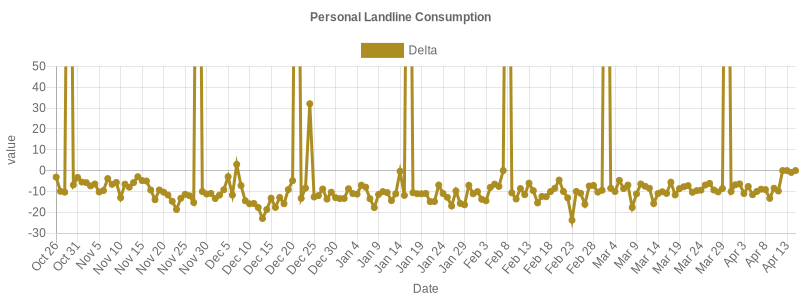 Personal Landline Consumption
Delta
value
50
40
30
20
10
0
-10
-20
-30
Oct 26
Oct 31
Nov 5
Nov 10
Nov 15
Nov 20
Nov 25
Nov 30
Dec 5
Dec 10
Dec 15
Dec 20
Dec 25
Dec 30
Jan 4
Jan 9
Jan 14
Jan 19
Jan 24
Jan 29
Feb 3
Feb 8
Feb 13
Feb 18
Feb 23
Feb 28
Mar 4
Mar 9
Mar 14
Mar 19
Mar 24
Mar 29
Apr 3
Apr 8
Apr 13
Date